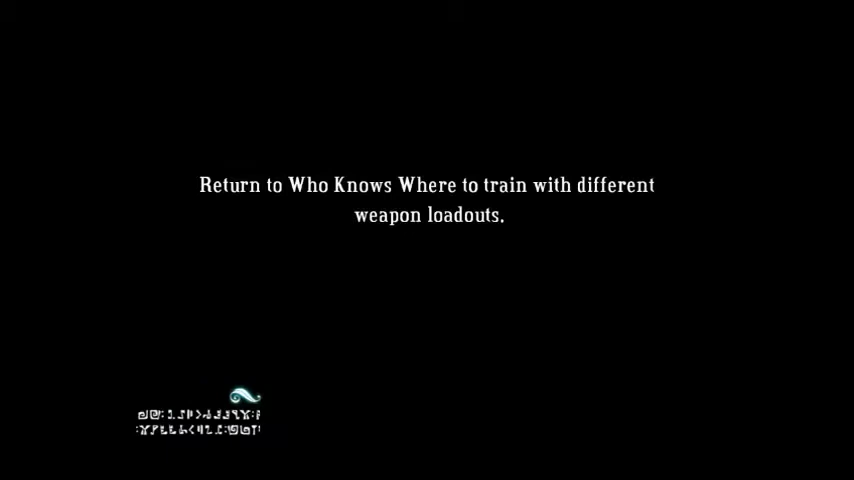 Return to Who Knows Where to train with different
weapon loadouts.